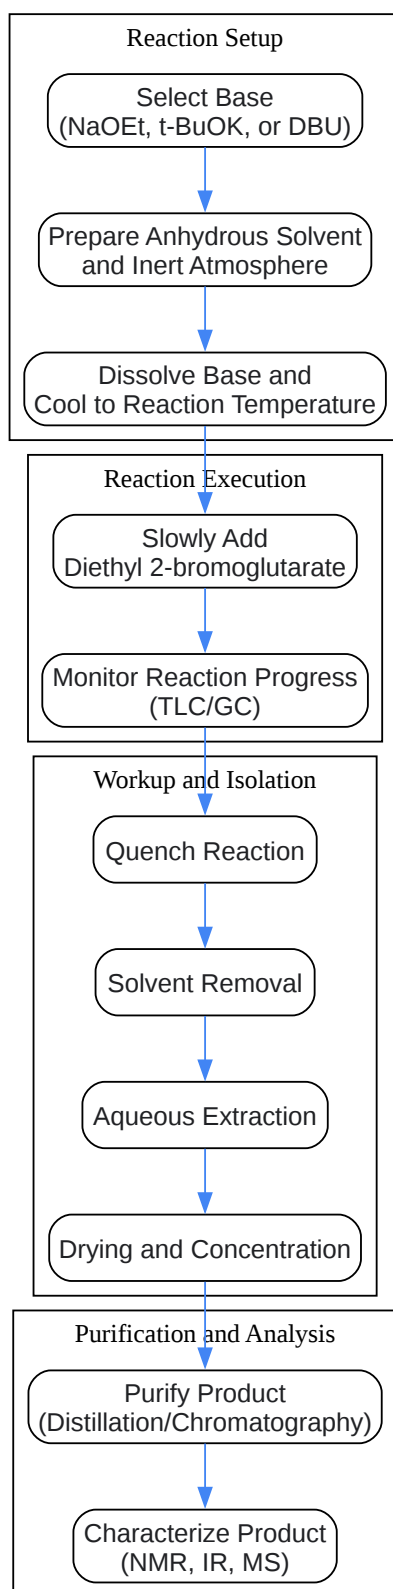 Reaction Setup
Select Base
(NaOEt, t-BuOK, or DBU)
Prepare Anhydrous Solvent
and Inert Atmosphere
Dissolve Base and
Cool to Reaction Temperature
Reaction Execution
Slowly Add
Diethyl 2-bromoglutarate
Monitor Reaction Progress
(TLC/GC)
Workup and Isolation
Quench Reaction
Solvent Removal
Aqueous Extraction
Drying and Concentration
Purification and Analysis
Purify Product
(Distillation/Chromatography)
Characterize Product
(NMR, IR, MS)